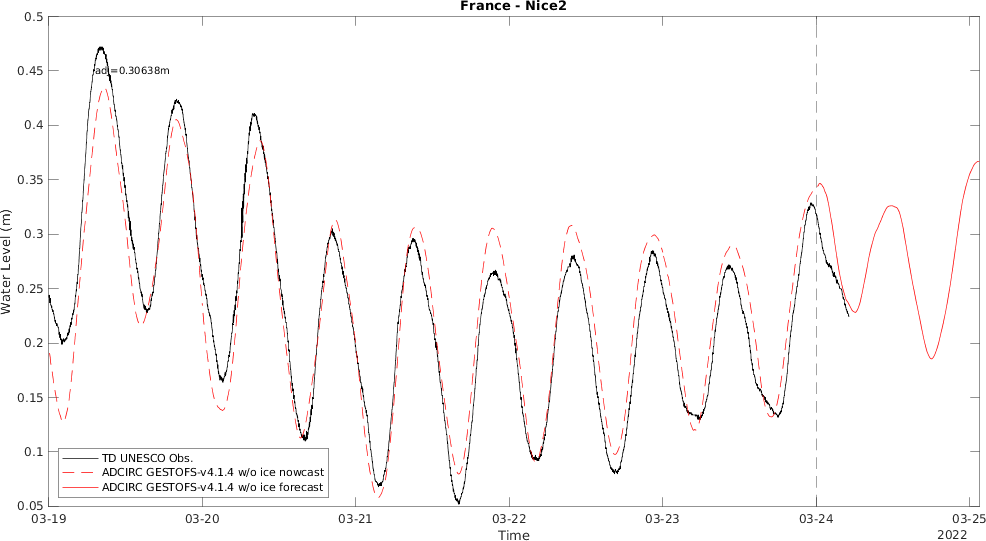 France - Nice2
0.5
0.45
0.4
0.35
0.3
0.25
0.2
0.15
0.1
0.05
Water Level (m)
adj=0.30638m
TD UNESCO Obs.
ADCIRC GESTOFS-v4.1.4 w/o ice nowcast
ADCIRC GESTOFS-v4.1.4 w/o ice forecast
03-19 03-20 03-21 03-22 03-23 03-24 03-25
Time
2022